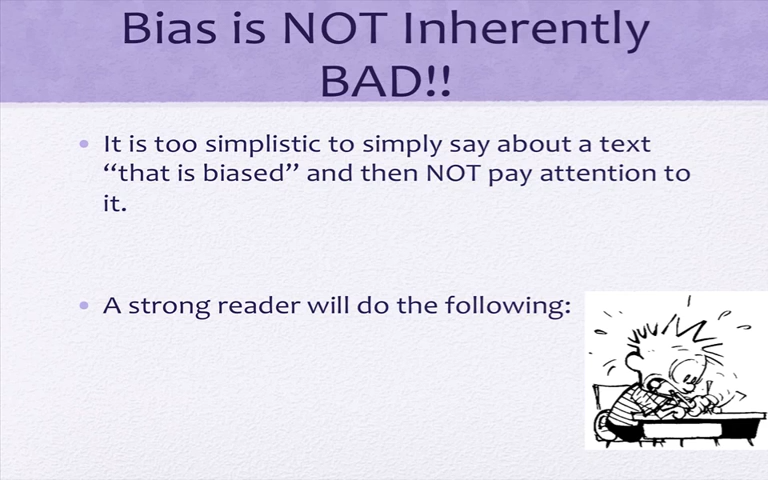 Bias is NOT Inherently
BAD!!
• It is too simplistic to simply say about a text
“that is biased” and then NOT pay attention to
it.
• A strong reader will do the following: